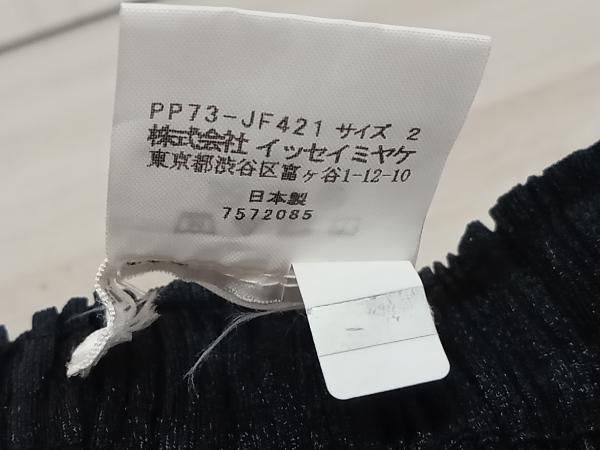 PP73-JF421 サイズ 2
株式会社 イッセイミヤケ
東京都渋谷区富ヶ谷1-12-10
日本製
7572085